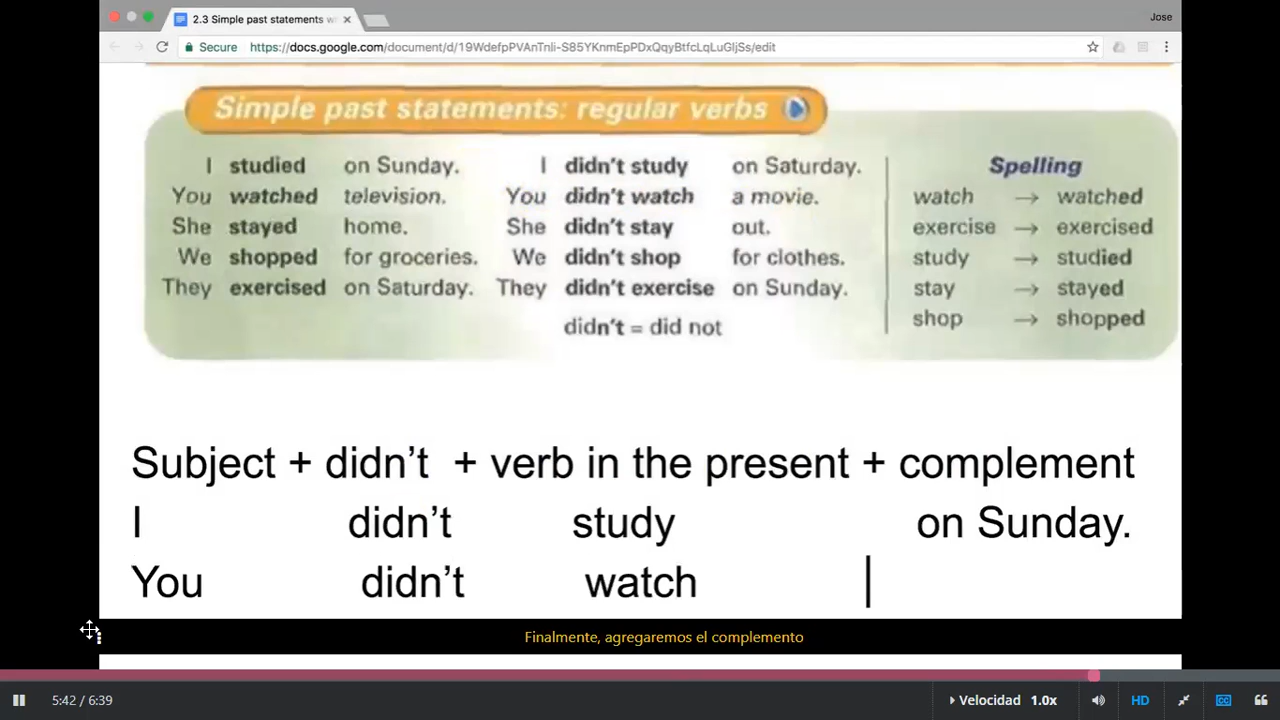 2.3 Simple past statements w
Jose
Secure https://docs.google.com/document/d/19WdefpPVAnTnli-S85YKnmEpPDxQqyBtfcLqLuGljSs/edit
Simple past statements: regular verbs
I studied on Sunday. I didn't study on Saturday. Spelling
You watched television. You didn't watch a movie. watch → watched
She stayed home. She didn't stay out. exercise → exercised
We shopped for groceries. We didn't shop for clothes. study → studied
They exercised on Saturday. They didn't exercise on Sunday. stay → stayed
didn't = did not shop → shopped
Subject + didn't + verb in the present + complement
I didn't study on Sunday.
You didn't watch
Finalmente, agregaremos el complemento
5:42 / 6:39 Velocidad 1.0x HD CC